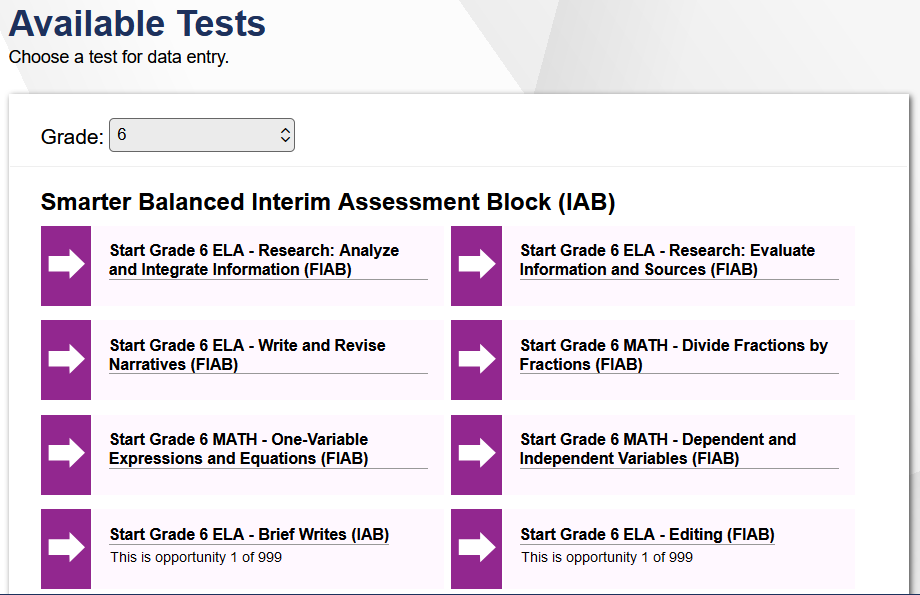 Available Tests
Choose a test for data entry.
Grade: 6
Smarter Balanced Interim Assessment Block (IAB)
Start Grade 6 ELA - Research: Analyze
and Integrate Information (FIAB)
Start Grade 6 ELA - Research: Evaluate
Information and Sources (FIAB)
Start Grade 6 ELA - Write and Revise
Narratives (FIAB)
Start Grade 6 MATH - Divide Fractions by
Fractions (FIAB)
Start Grade 6 MATH - One-Variable
Expressions and Equations (FIAB)
Start Grade 6 MATH - Dependent and
Independent Variables (FIAB)
Start Grade 6 ELA - Brief Writes (IAB)
This is opportunity 1 of 999
Start Grade 6 ELA - Editing (FIAB)
This is opportunity 1 of 999